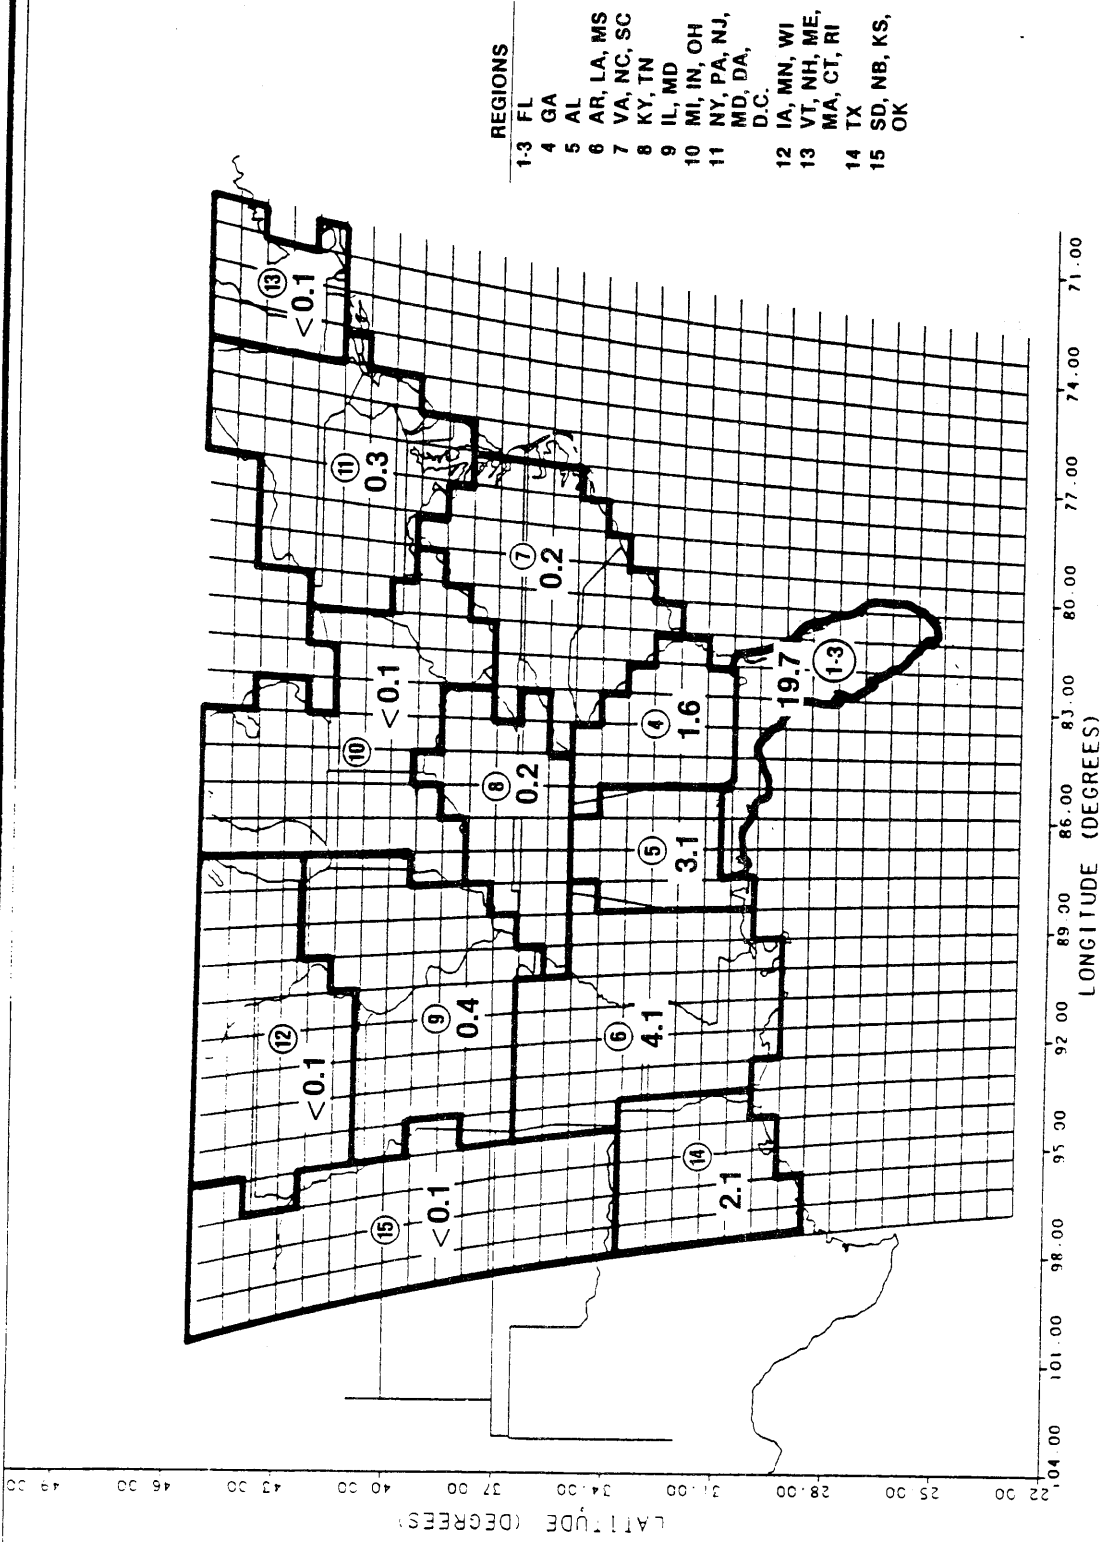 REGIONS
1-3 FL
4 GA
5 AL
6 AR, LA, MS
7 VA, NC, SC
8 KY, TN
9 IL, MD
10 MI, IN, OH
11 NY, PA, NJ,
MD, DA,
D.C.
12 IA, MN, WI
13 VT, NH, ME,
MA, CT, RI
14 TX
15 SD, NB, KS,
OK
13
<0.1
11
0.3
7
0.2
10
<0.1
8
0.2
4
1.6
19.7
1-3
5
3.1
12
<0.1
9
0.4
6
4.1
15
<0.1
14
2.1
LATITUDE (DEGREES)
49.00
46.00
43.00
40.00
37.00
34.00
31.00
28.00
25.00
22.00
-104.00
-101.00
-98.00
-95.00
-92.00
-89.00
-86.00
-83.00
-80.00
-77.00
-74.00
-71.00
LONGITUDE (DEGREES)